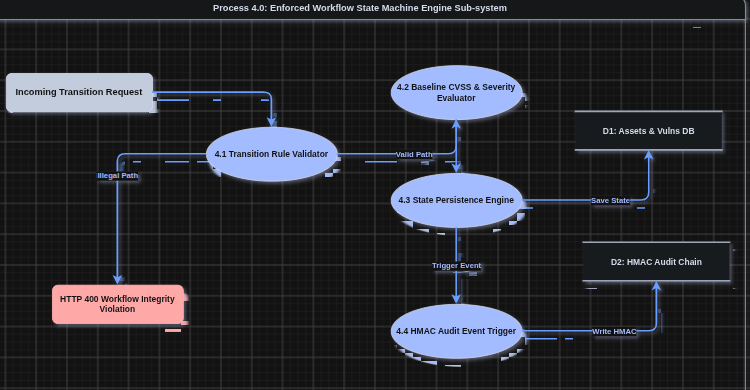 Process 4.0: Enforced Workflow State Machine Engine Sub-system
Incoming Transition Request
4.2 Baseline CVSS & Severity
Evaluator
D1: Assets & Vulns DB
4.1 Transition Rule Validator
Valid Path
Illegal Path
4.3 State Persistence Engine
Save State
Trigger Event
D2: HMAC Audit Chain
HTTP 400 Workflow Integrity
Violation
4.4 HMAC Audit Event Trigger
Write HMAC